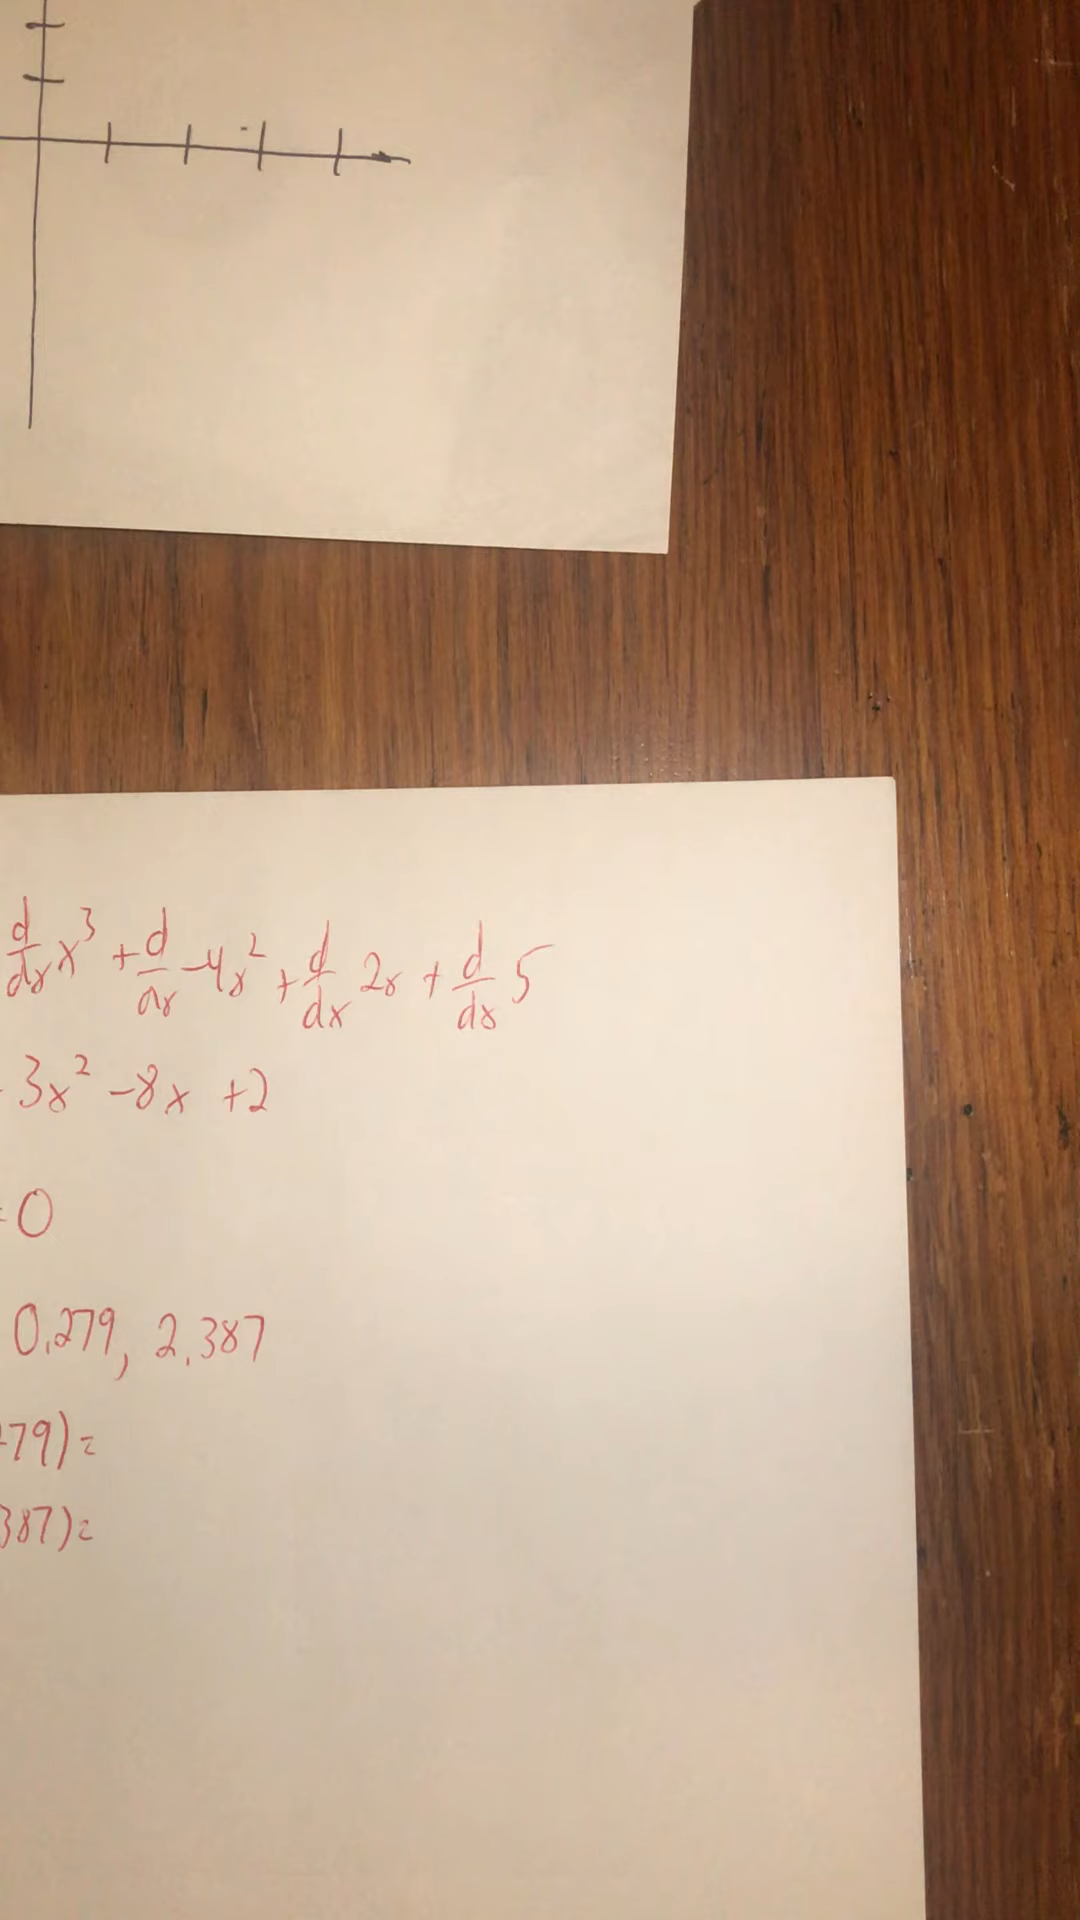 d/dx x³ + d/dx -4x² + d/dx 2x + d/dx 5
3x² -8x +2
=0
0.279, 2.387
79)=
387)=